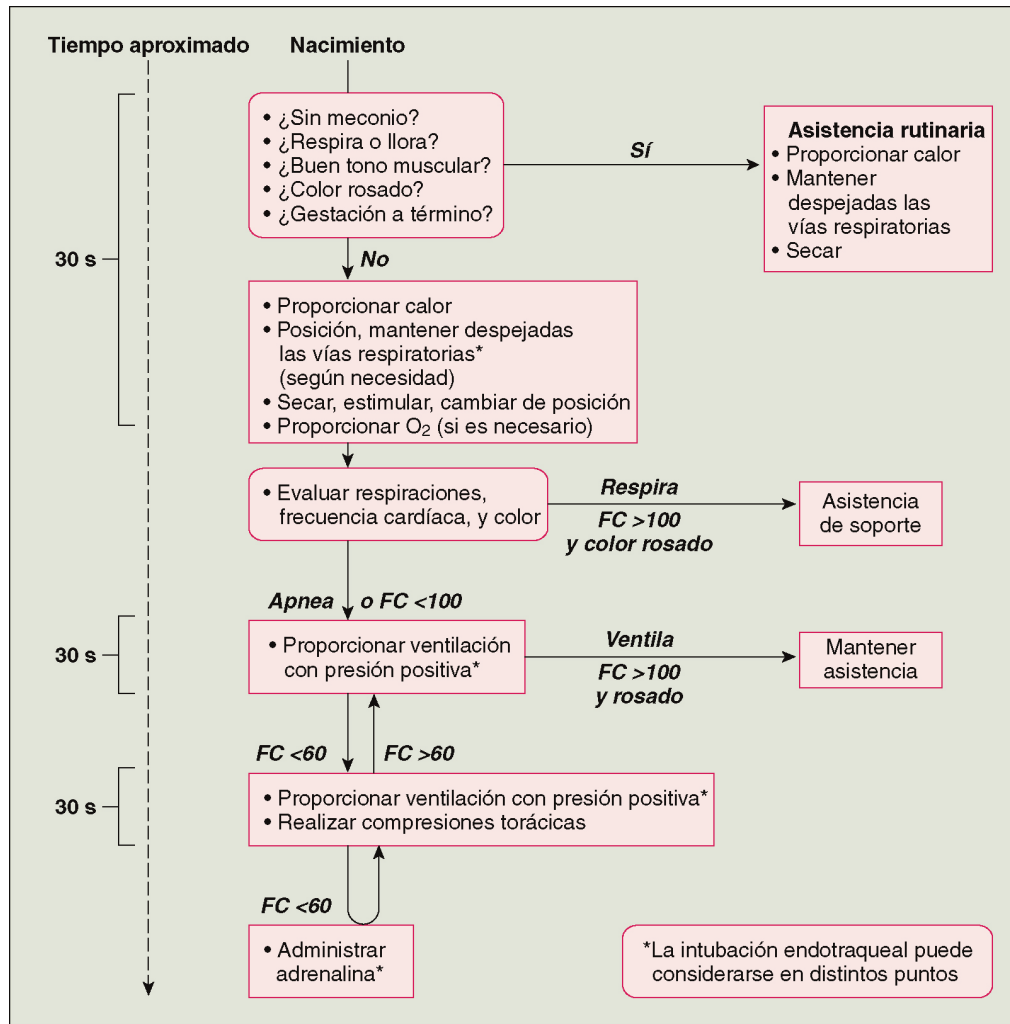 Tiempo aproximado
Nacimiento
• ¿Sin meconio?
• ¿Respira o llora?
• ¿Buen tono muscular?
• ¿Color rosado?
• ¿Gestación a término?
Sí
Asistencia rutinaria
• Proporcionar calor
• Mantener
despejadas las
vías respiratorias
• Secar
30 s
No
• Proporcionar calor
• Posición, mantener despejadas
las vías respiratorias*
(según necesidad)
• Secar, estimular, cambiar de posición
• Proporcionar O₂ (si es necesario)
• Evaluar respiraciones,
frecuencia cardíaca, y color
Respira
FC >100
y color rosado
Asistencia
de soporte
Apnea o FC <100
30 s
• Proporcionar ventilación
con presión positiva*
Ventila
FC >100
y rosado
Mantener
asistencia
FC <60
FC >60
30 s
• Proporcionar ventilación con presión positiva*
• Realizar compresiones torácicas
FC <60
• Administrar
adrenalina*
*La intubación endotraqueal puede
considerarse en distintos puntos